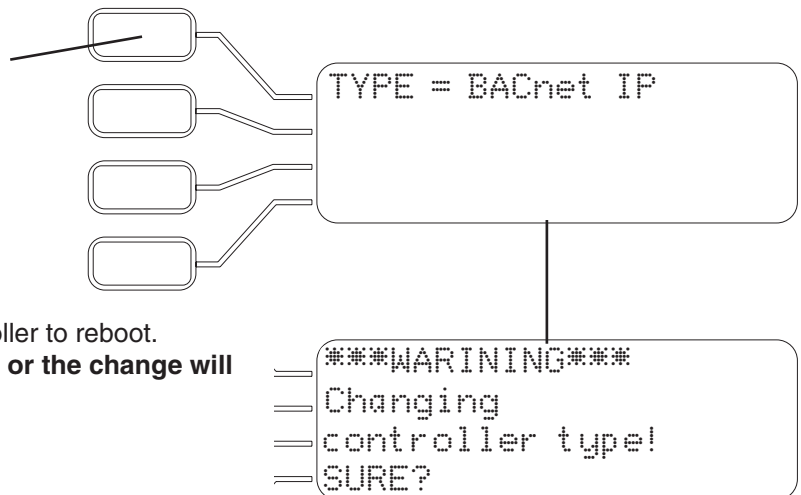 TYPE = BACnet IP
oller to reboot.
or the change will
***WARINING***
Changing
controller type!
SURE?